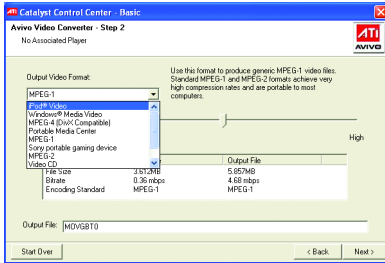 ATI Catalyst Control Center - Basic
Avivo Video Converter - Step 2
No Associated Player
ATI
AVIVO
Output Video Format:
Use this format to produce generic MPEG-1 video files.
Standard MPEG-1 and MPEG-2 formats achieve very
high compression rates and are portable to most
computers.
MPEG-1
iPod® Video
Windows® Media Video
MPEG-4 (DivX Compatible)
Portable Media Center
MPEG-1
Sony portable gaming device
MPEG-2
Video CD
High
Output File
File Size 3.612MB 5.857MB
Bitrate 0.36 mbps 4.68 mbps
Encoding Standard MPEG-1 MPEG-1
Output File: MOVGBT0
Start Over
< Back
Next >